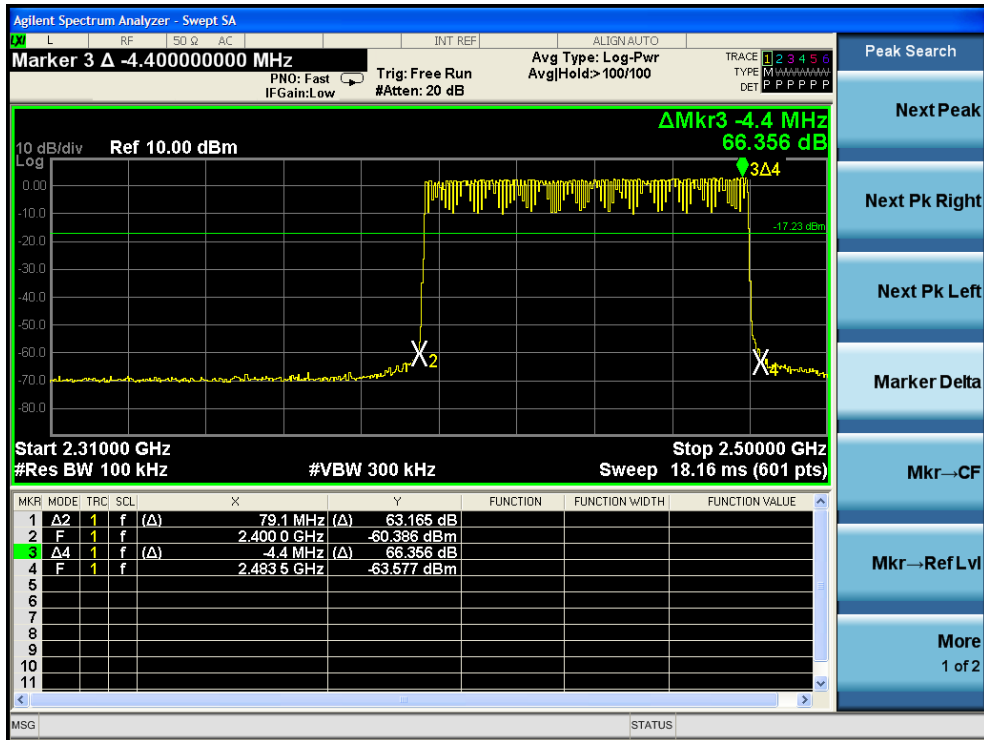 Agilent Spectrum Analyzer - Swept SA
LXI L RF 50 Ω AC INT REF ALIGN AUTO
Marker 3 Δ -4.400000000 MHz
PNO: Fast
IFGain:Low
Trig: Free Run
#Atten: 20 dB
Avg Type: Log-Pwr
Avg|Hold:> 100/100
TRACE 1 2 3 4 5 6
TYPE M WWWWW
DET P P P P P P
ΔMkr3 -4.4 MHz
66.356 dB
10 dB/div Ref 10.00 dBm
Log
3Δ4
0.00
-10.0
-17.23 dBm
-20.0
-30.0
-40.0
-50.0
-60.0
2
4
-70.0
-80.0
Start 2.31000 GHz Stop 2.50000 GHz
#Res BW 100 kHz #VBW 300 kHz Sweep 18.16 ms (601 pts)
MKR MODE TRC SCL X Y FUNCTION FUNCTION WIDTH FUNCTION VALUE
1 Δ2 1 f (Δ) 79.1 MHz (Δ) 63.165 dB
2 F 1 f 2.400 0 GHz -60.386 dBm
3 Δ4 1 f (Δ) -4.4 MHz (Δ) 66.356 dB
4 F 1 f 2.483 5 GHz -63.577 dBm
5
6
7
8
9
10
11
MSG STATUS
Peak Search
Next Peak
Next Pk Right
Next Pk Left
Marker Delta
Mkr→CF
Mkr→Ref Lvl
More
1 of 2